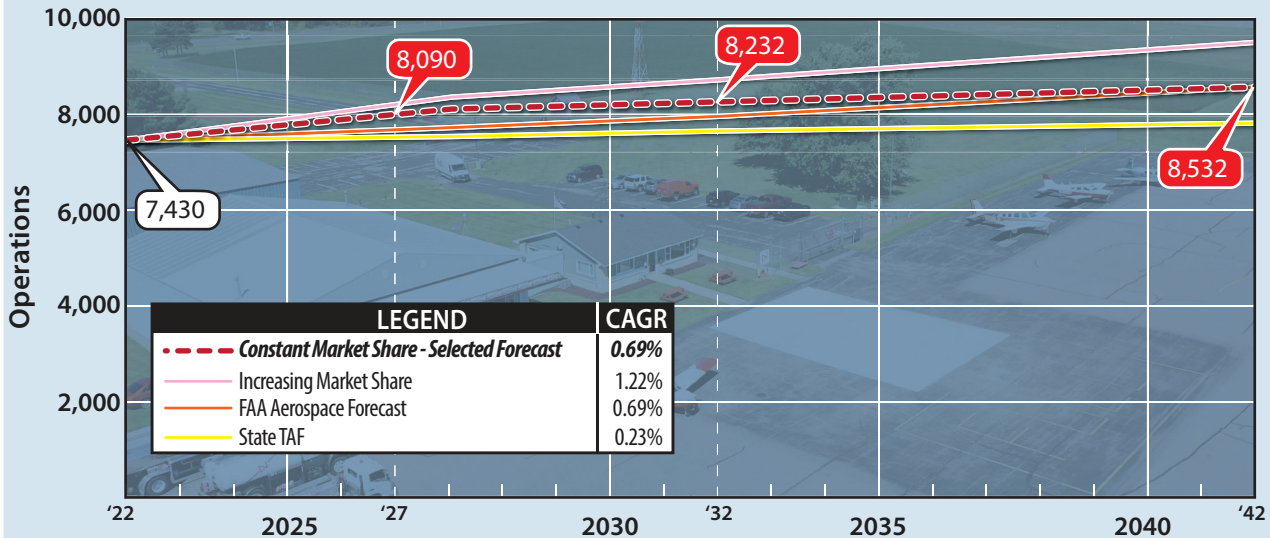 10,000
8,000
6,000
4,000
2,000
Operations
8,090
8,232
7,430
8,532
LEGEND CAGR
Constant Market Share - Selected Forecast 0.69%
Increasing Market Share 1.22%
FAA Aerospace Forecast 0.69%
State TAF 0.23%
‘22 ‘27 ‘32 ‘42
2025 2030 2035 2040